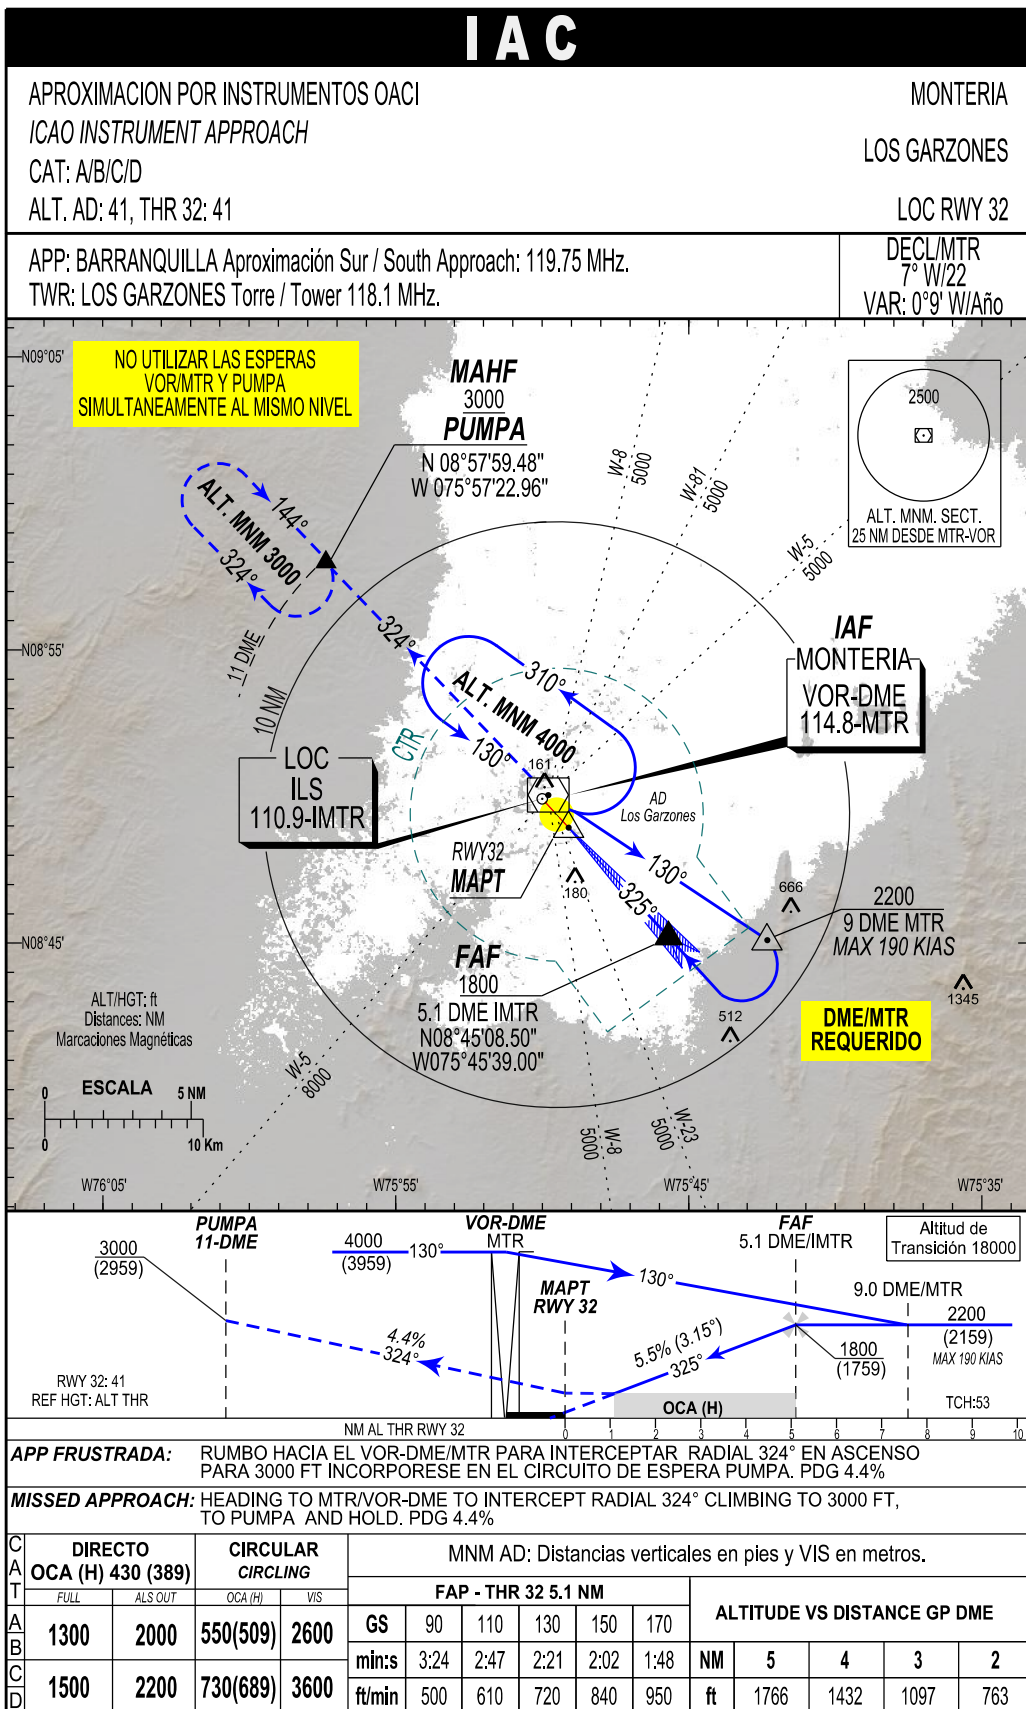 IAC
APROXIMACION POR INSTRUMENTOS OACI
ICAO INSTRUMENT APPROACH
CAT: A/B/C/D
ALT. AD: 41, THR 32: 41
MONTERIA
LOS GARZONES
LOC RWY 32
APP: BARRANQUILLA Aproximación Sur / South Approach: 119.75 MHz.
TWR: LOS GARZONES Torre / Tower 118.1 MHz.
DECL/MTR
7° W/22
VAR: 0°9' W/Año
N09°05'
NO UTILIZAR LAS ESPERAS
VOR/MTR Y PUMPA
SIMULTANEAMENTE AL MISMO NIVEL
MAHF
3000
PUMPA
N 08°57'59.48"
W 075°57'22.96"
W-8
5000
W-81
5000
W-5
5000
2500
ALT. MNM. SECT.
25 NM DESDE MTR-VOR
144°
ALT. MNM 3000
324°
11 DME
324°
N08°55'
10 NM
310°
ALT. MNM 4000
130°
CTR
IAF
MONTERIA
VOR-DME
114.8-MTR
LOC
ILS
110.9-IMTR
161
AD
Los Garzones
RWY32
MAPT
180
325°
130°
666
2200
9 DME MTR
MAX 190 KIAS
N08°45'
FAF
1800
5.1 DME IMTR
N08°45'08.50"
W075°45'39.00"
512
1345
DME/MTR
REQUERIDO
ALT/HGT: ft
Distances: NM
Marcaciones Magnéticas
0 ESCALA 5 NM
0 10 Km
W-5
8000
W-8
5000
W-23
5000
W76°05'
W75°55'
W75°45'
W75°35'
PUMPA
11-DME
VOR-DME
MTR
FAF
5.1 DME/IMTR
Altitud de
Transición 18000
3000
(2959)
4000
(3959)
130°
130°
MAPT
RWY 32
9.0 DME/MTR
2200
(2159)
MAX 190 KIAS
4.4%
324°
5.5% (3.15°)
325°
1800
(1759)
RWY 32: 41
REF HGT: ALT THR
OCA (H)
TCH:53
NM AL THR RWY 32
0 1 2 3 4 5 6 7 8 9 10
APP FRUSTRADA: RUMBO HACIA EL VOR-DME/MTR PARA INTERCEPTAR RADIAL 324° EN ASCENSO
PARA 3000 FT INCORPORESE EN EL CIRCUITO DE ESPERA PUMPA. PDG 4.4%
MISSED APPROACH: HEADING TO MTR/VOR-DME TO INTERCEPT RADIAL 324° CLIMBING TO 3000 FT,
TO PUMPA AND HOLD. PDG 4.4%
CAT
DIRECTO
OCA (H) 430 (389)
CIRCULAR
CIRCLING
FULL ALS OUT OCA (H) VIS
A
B
1300 2000 550(509) 2600
C
D
1500 2200 730(689) 3600
MNM AD: Distancias verticales en pies y VIS en metros.
FAP - THR 32 5.1 NM
GS 90 110 130 150 170
min:s 3:24 2:47 2:21 2:02 1:48
ft/min 500 610 720 840 950
ALTITUDE VS DISTANCE GP DME
NM 5 4 3 2
ft 1766 1432 1097 763